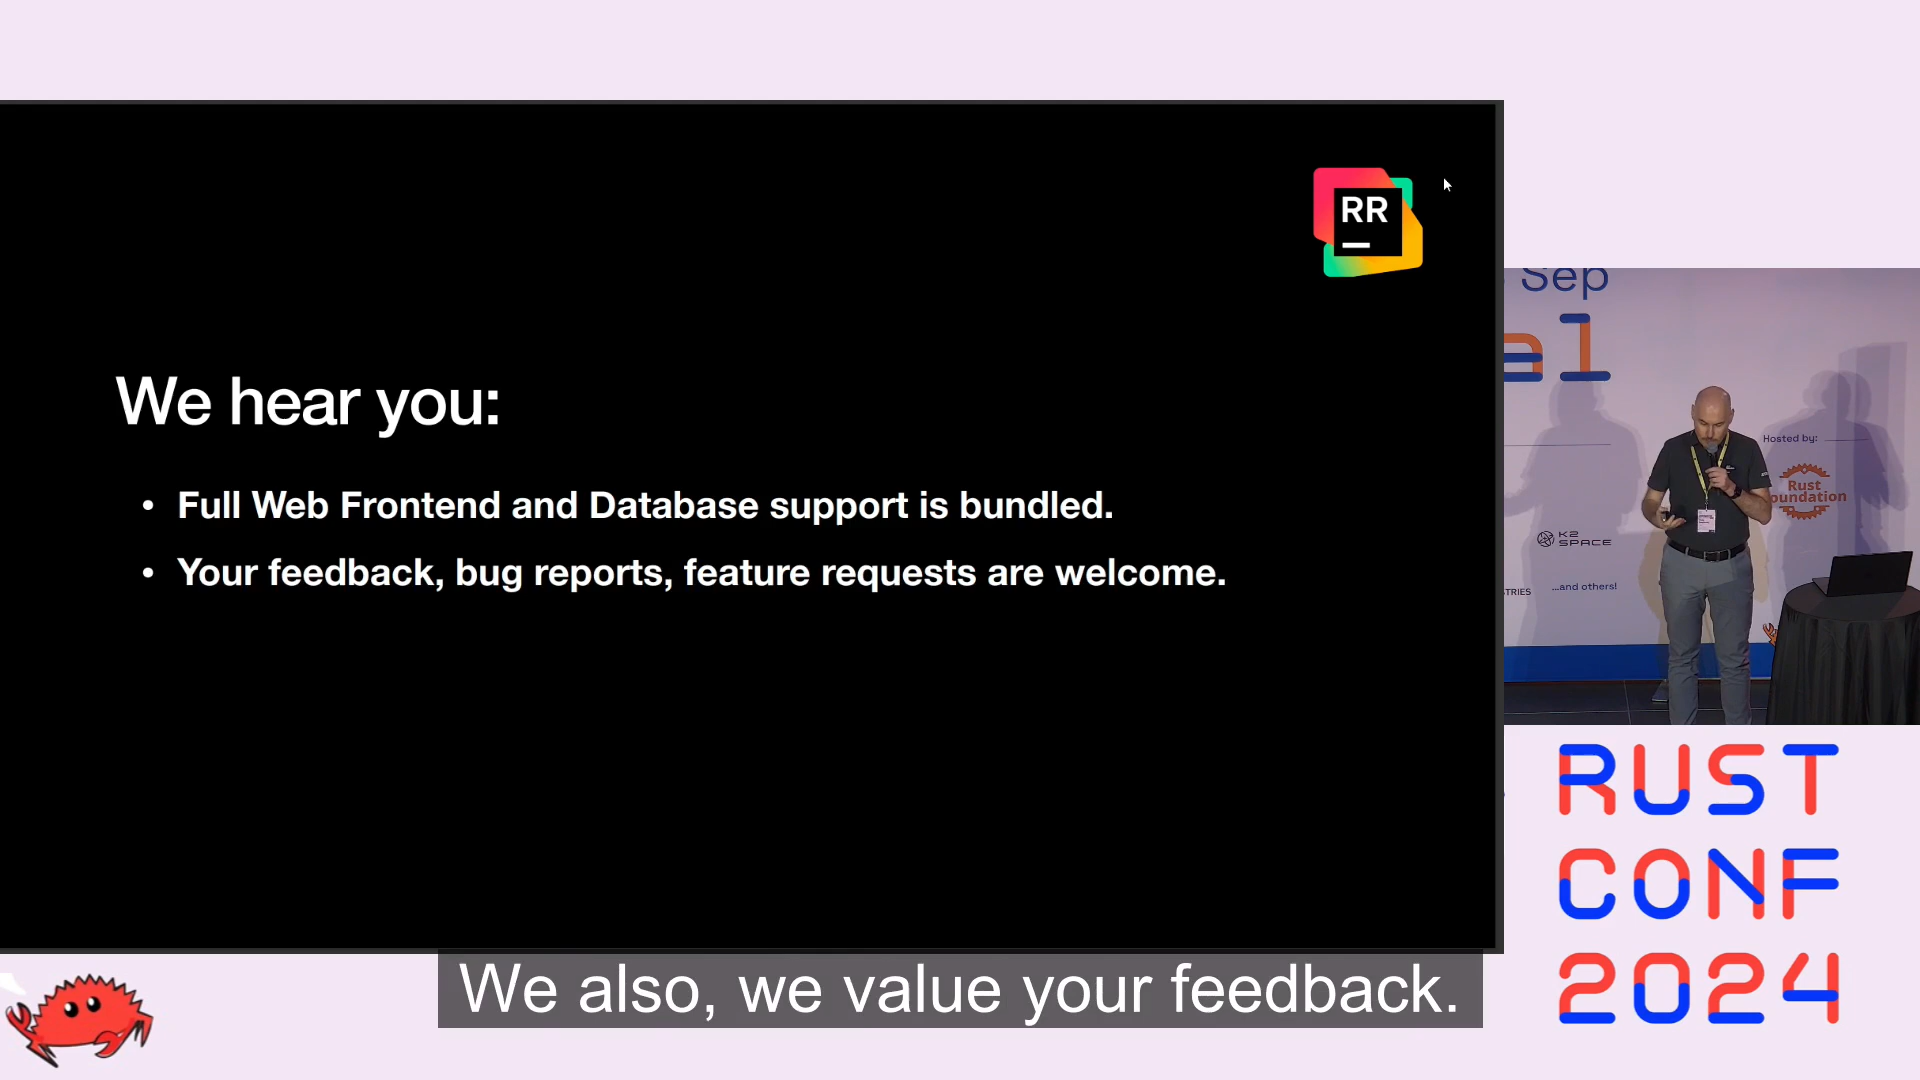 RR
We hear you:
• Full Web Frontend and Database support is bundled.
• Your feedback, bug reports, feature requests are welcome.
Sep
al
Hosted by:
Rust
Foundation
K2
SPACE
TRIES
...and others!
RUST
CONF
2024
We also, we value your feedback.